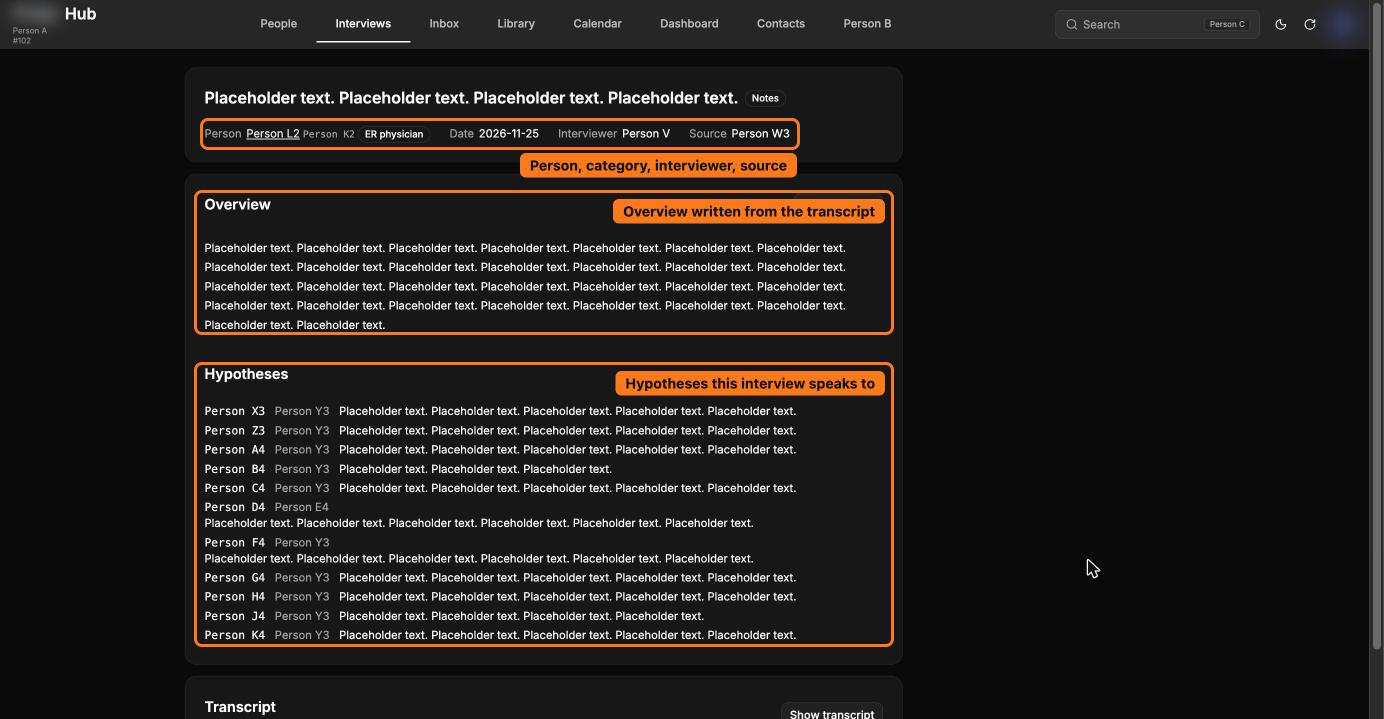 Hub
Person A
#102
People Interviews Inbox Library Calendar Dashboard Contacts Person B
Search Person C
Placeholder text. Placeholder text. Placeholder text. Placeholder text. Notes
Person Person L2 Person K2 ER physician Date 2026-11-25 Interviewer Person V Source Person W3
Person, category, interviewer, source
Overview
Overview written from the transcript
Placeholder text. Placeholder text. Placeholder text. Placeholder text. Placeholder text. Placeholder text. Placeholder text.
Placeholder text. Placeholder text. Placeholder text. Placeholder text. Placeholder text. Placeholder text. Placeholder text.
Placeholder text. Placeholder text. Placeholder text. Placeholder text. Placeholder text. Placeholder text. Placeholder text.
Placeholder text. Placeholder text. Placeholder text. Placeholder text. Placeholder text. Placeholder text. Placeholder text.
Placeholder text. Placeholder text.
Hypotheses
Hypotheses this interview speaks to
Person X3 Person Y3 Placeholder text. Placeholder text. Placeholder text. Placeholder text. Placeholder text.
Person Z3 Person Y3 Placeholder text. Placeholder text. Placeholder text. Placeholder text. Placeholder text.
Person A4 Person Y3 Placeholder text. Placeholder text. Placeholder text. Placeholder text. Placeholder text.
Person B4 Person Y3 Placeholder text. Placeholder text. Placeholder text.
Person C4 Person Y3 Placeholder text. Placeholder text. Placeholder text. Placeholder text. Placeholder text.
Person D4 Person E4
Placeholder text. Placeholder text. Placeholder text. Placeholder text. Placeholder text. Placeholder text.
Person F4 Person Y3
Placeholder text. Placeholder text. Placeholder text. Placeholder text. Placeholder text. Placeholder text.
Person G4 Person Y3 Placeholder text. Placeholder text. Placeholder text. Placeholder text. Placeholder text.
Person H4 Person Y3 Placeholder text. Placeholder text. Placeholder text. Placeholder text. Placeholder text.
Person J4 Person Y3 Placeholder text. Placeholder text. Placeholder text. Placeholder text.
Person K4 Person Y3 Placeholder text. Placeholder text. Placeholder text. Placeholder text. Placeholder text.
Transcript
Show transcript